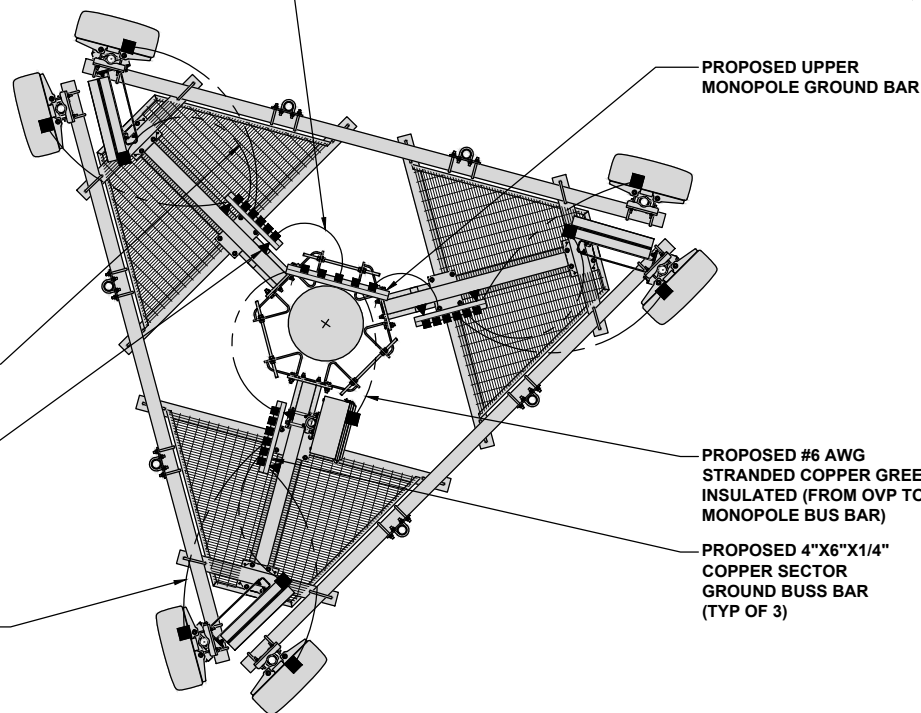 PROPOSED UPPER
MONOPOLE GROUND BAR
PROPOSED #6 AWG
STRANDED COPPER GREE
INSULATED (FROM OVP TO
MONOPOLE BUS BAR)
PROPOSED 4"X6"X1/4"
COPPER SECTOR
GROUND BUSS BAR
(TYP OF 3)